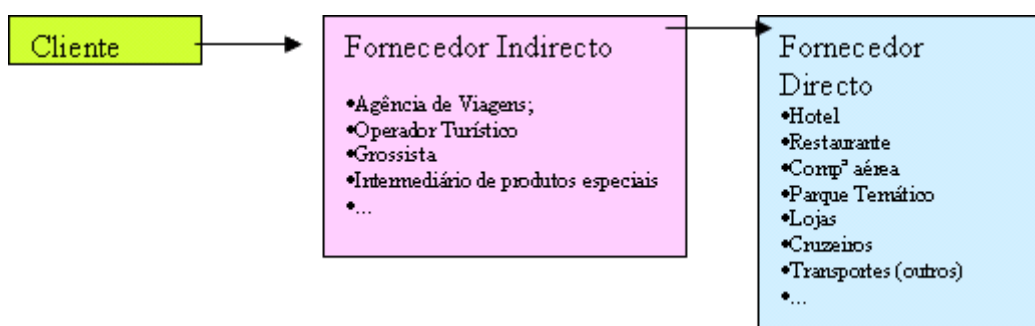 Cliente
Fornecedor Indirecto
•Agência de Viagens;
•Operador Turístico
•Grossista
•Intermediário de produtos especiais
•...
Fornecedor
Directo
•Hotel
•Restaurante
•Compª aérea
•Parque Temático
•Lojas
•Cruzeiros
•Transportes (outros)
•...